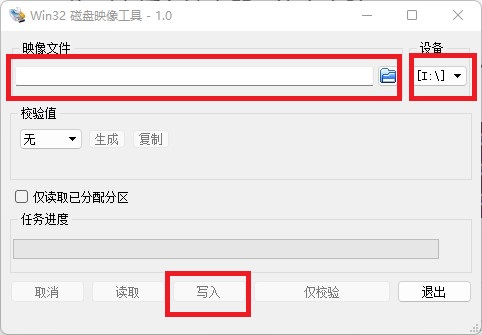 Win32 磁盘映像工具 - 1.0
映像文件 设备
[I:\]
校验值
无 生成 复制
仅读取已分配分区
任务进度
取消 读取 写入 仅校验 退出